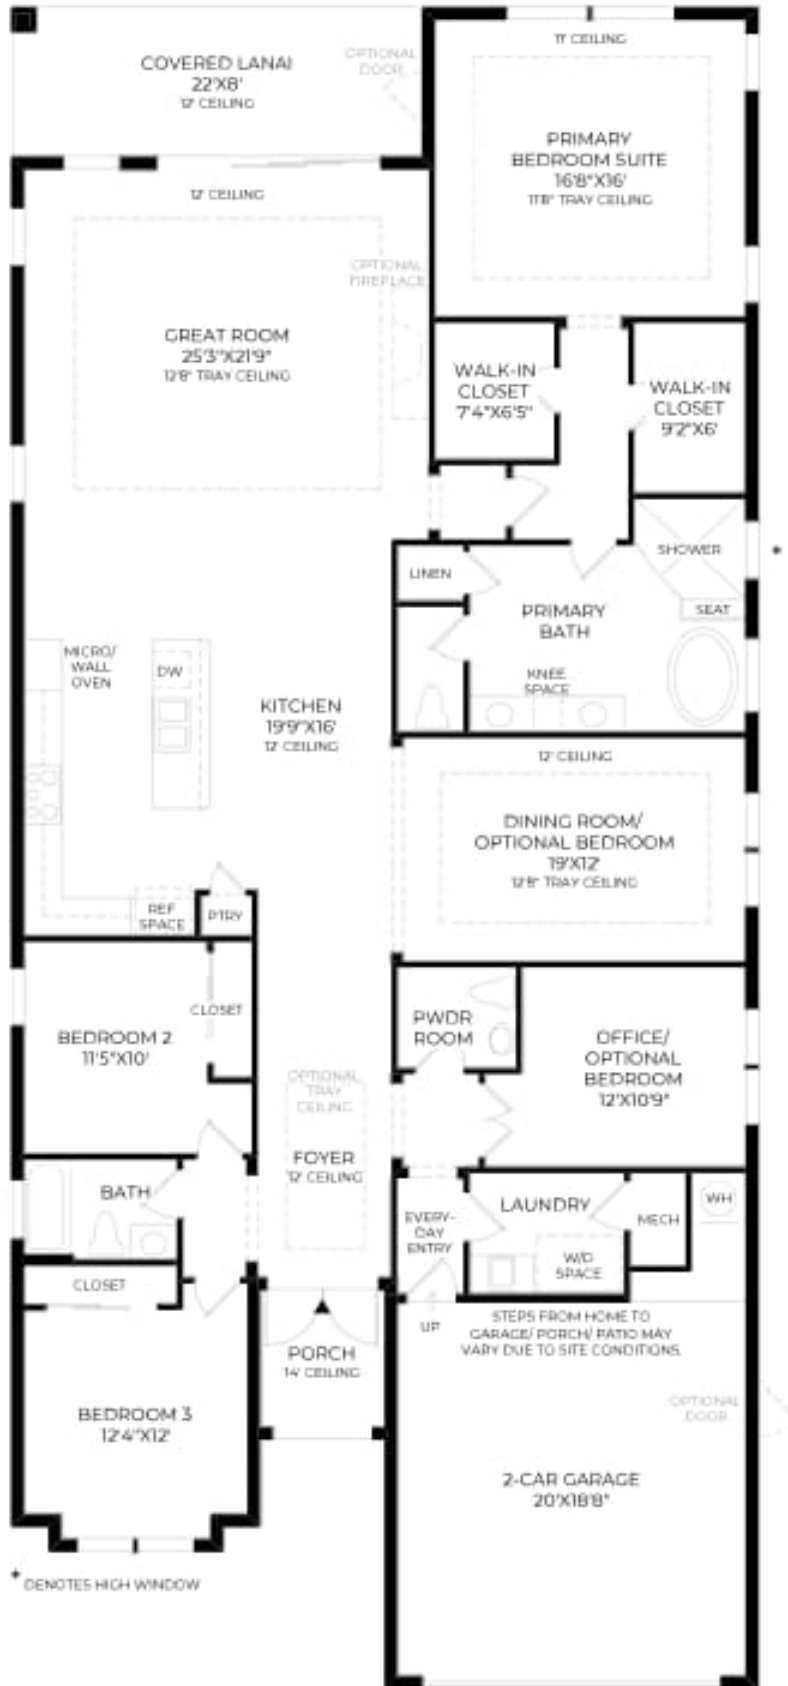 COVERED LANAI
22'X8'
12' CEILING
OPTIONAL
DOOR
11' CEILING
PRIMARY
BEDROOM SUITE
16'8"X16'
11'8" TRAY CEILING
12' CEILING
OPTIONAL
FIREPLACE
GREAT ROOM
25'3"X21'9"
12'8" TRAY CEILING
WALK-IN
CLOSET
7'4"X6'5"
WALK-IN
CLOSET
9'2"X6'
SHOWER
*
LINEN
SEAT
PRIMARY
BATH
KNEE
SPACE
MICRO/
WALL
OVEN
DW
KITCHEN
19'9"X16'
12' CEILING
12' CEILING
DINING ROOM/
OPTIONAL BEDROOM
19'X12'
12'8" TRAY CEILING
REF
SPACE
PTRY
CLOSET
BEDROOM 2
11'5"X10'
PWDR
ROOM
OFFICE/
OPTIONAL
BEDROOM
12'X10'9"
OPTIONAL
TRAY
CEILING
FOYER
12' CEILING
BATH
EVERY-
DAY
ENTRY
LAUNDRY
MECH
WH
W/D
SPACE
CLOSET
UP
STEPS FROM HOME TO
GARAGE/ PORCH/ PATIO MAY
VARY DUE TO SITE CONDITIONS.
PORCH
14' CEILING
OPTIONAL
DOOR
BEDROOM 3
12'4"X12'
2-CAR GARAGE
20'X18'8"
* DENOTES HIGH WINDOW